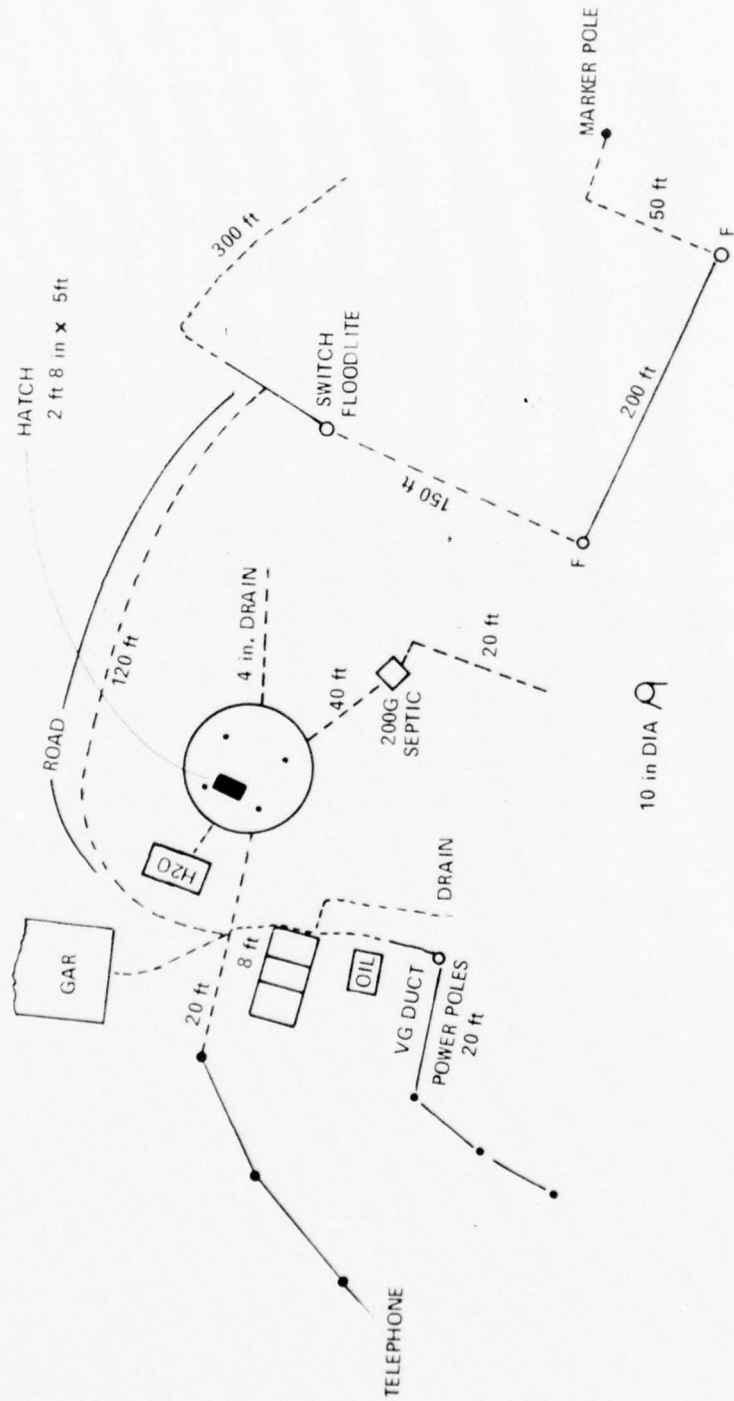 HATCH
2 ft 8 in x 5ft
ROAD
120 ft
300 ft
GAR
H2O
4 in. DRAIN
SWITCH
FLOODLITE
MARKER POLE
20 ft
8 ft
40 ft
200G
SEPTIC
20 ft
150 ft
50 ft
200 ft
F
F
OIL
DRAIN
VG DUCT
POWER POLES
20 ft
TELEPHONE
10 in DIA